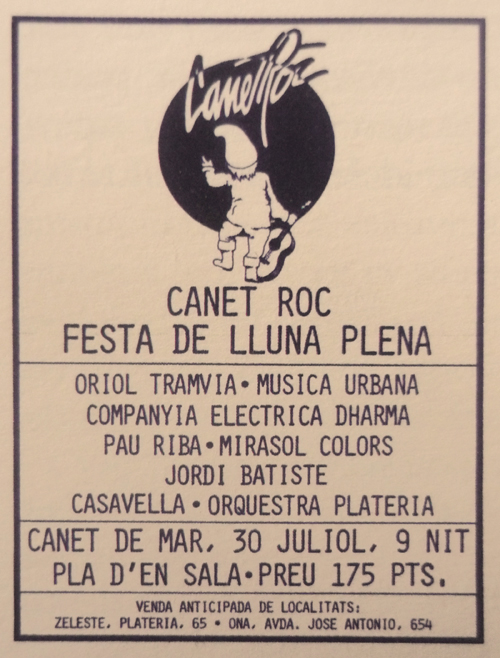 Canet Roc
CANET ROC
FESTA DE LLUNA PLENA
ORIOL TRAMVIA • MUSICA URBANA
COMPANYIA ELECTRICA DHARMA
PAU RIBA • MIRASOL COLORS
JORDI BATISTE
CASAVELLA • ORQUESTRA PLATERIA
CANET DE MAR, 30 JULIOL, 9 NIT
PLA D'EN SALA • PREU 175 PTS.
VENDA ANTICIPADA DE LOCALITATS:
ZELESTE, PLATERIA, 65 • ONA, AVDA. JOSE ANTONIO, 654